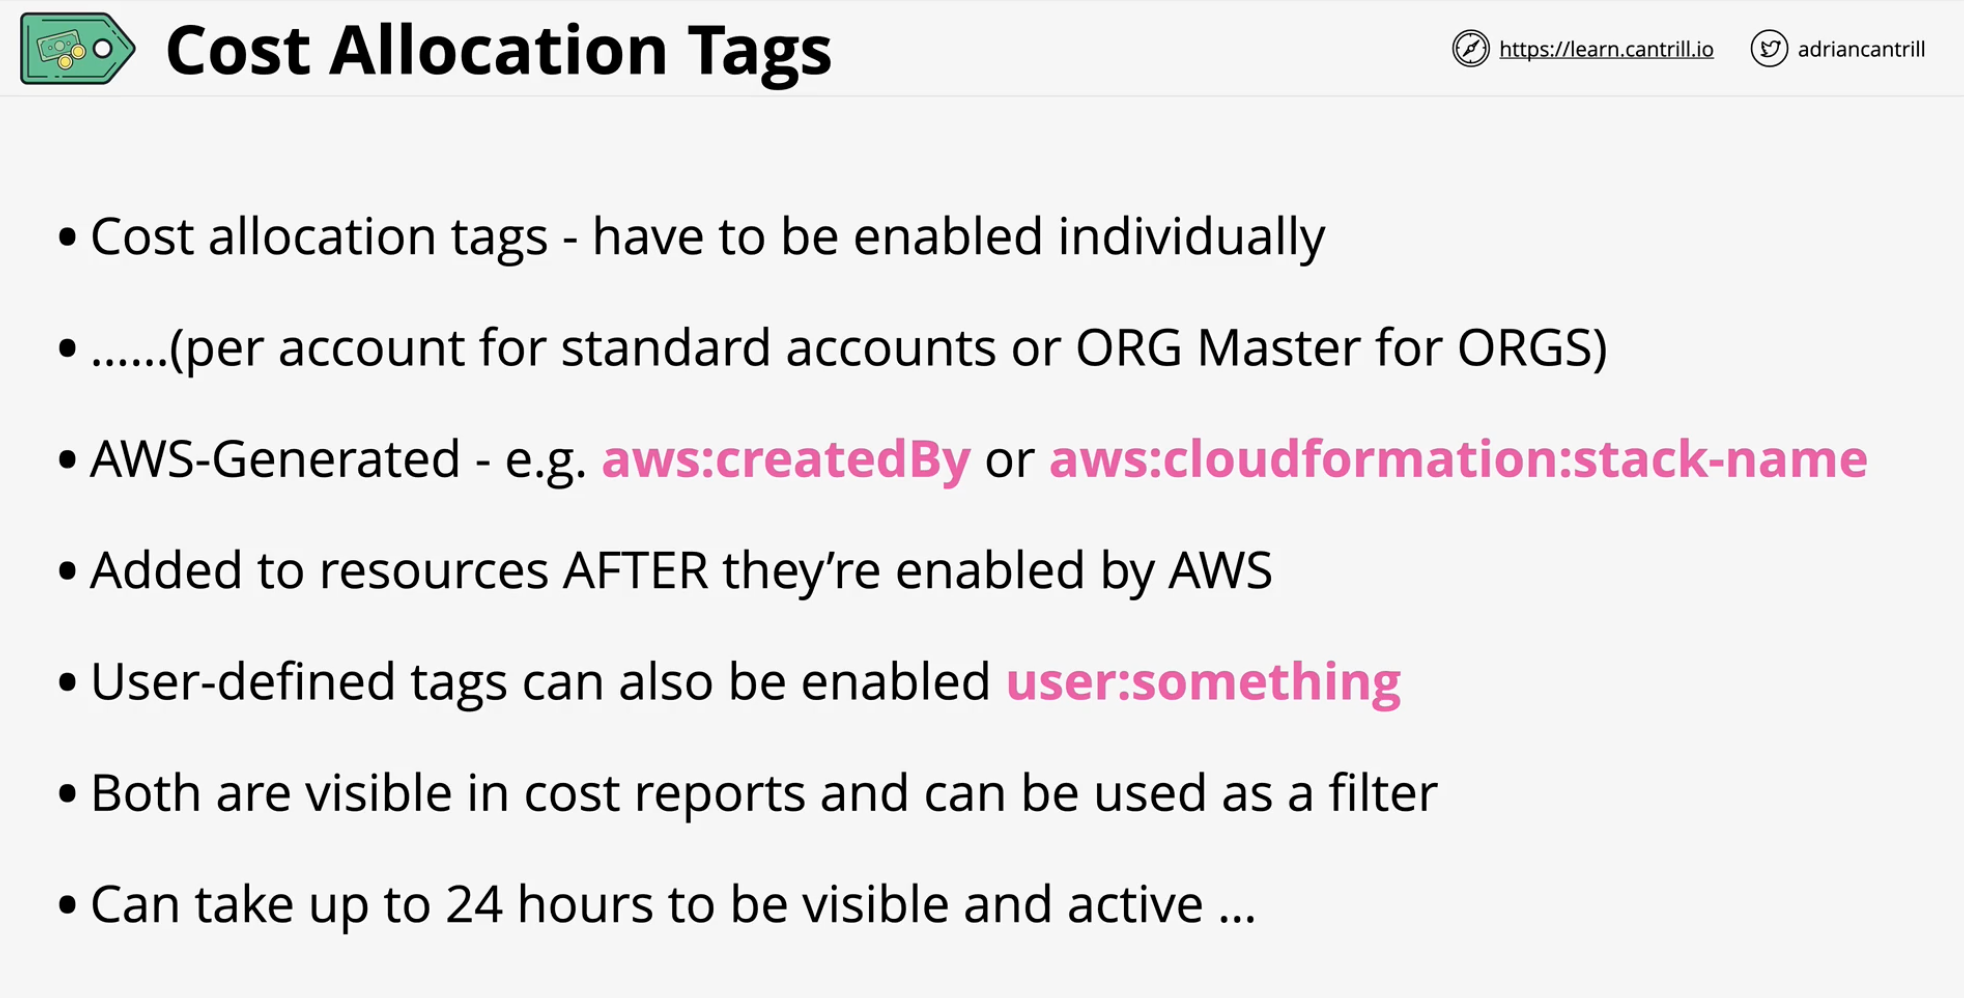 Cost Allocation Tags
https://learn.cantrill.io
adriancantrill
• Cost allocation tags - have to be enabled individually
• ......(per account for standard accounts or ORG Master for ORGS)
• AWS-Generated - e.g. aws:createdBy or aws:cloudformation:stack-name
• Added to resources AFTER they’re enabled by AWS
• User-defined tags can also be enabled user:something
• Both are visible in cost reports and can be used as a filter
• Can take up to 24 hours to be visible and active ...